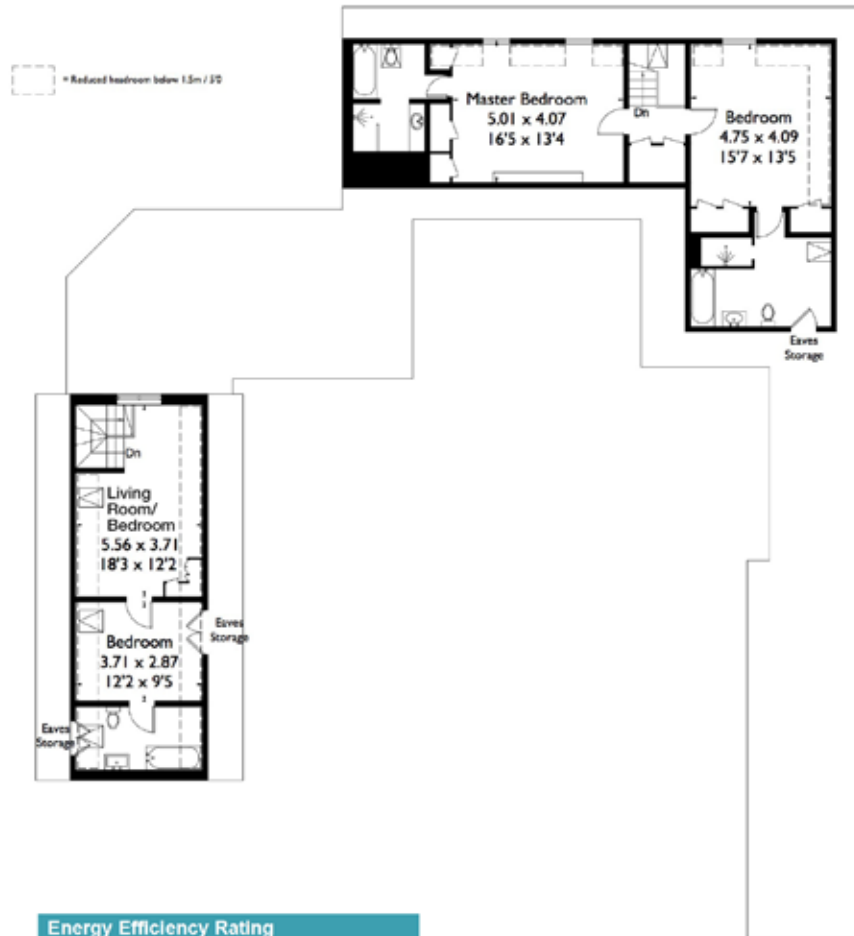 = Reduced headroom below 1.5m / 5'0
Master Bedroom
5.01 x 4.07
16'5 x 13'4
Dn
Bedroom
4.75 x 4.09
15'7 x 13'5
Eaves
Storage
Dn
Living
Room/
Bedroom
5.56 x 3.71
18'3 x 12'2
Eaves
Storage
Bedroom
3.71 x 2.87
12'2 x 9'5
Eaves
Storage
Energy Efficiency Rating